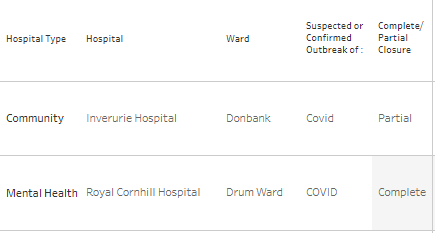 Hospital Type Hospital Ward Suspected or Confirmed Outbreak of : Complete/ Partial Closure
Community Inverurie Hospital Donbank Covid Partial
Mental Health Royal Cornhill Hospital Drum Ward COVID Complete